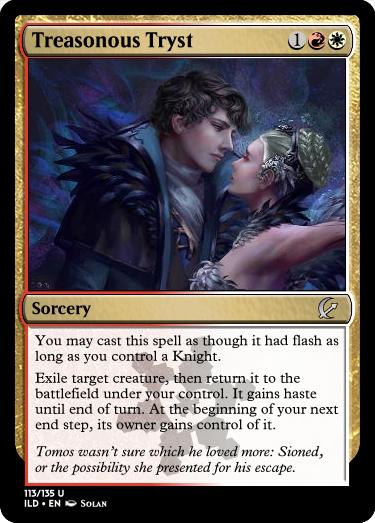 Treasonous Tryst 1
Sorcery
You may cast this spell as though it had flash as
long as you control a Knight.
Exile target creature, then return it to the
battlefield under your control. It gains haste
until end of turn. At the beginning of your next
end step, its owner gains control of it.
Tomos wasn't sure which he loved more: Sioned,
or the possibility she presented for his escape.
113/135 U
ILD • EN SOLAN